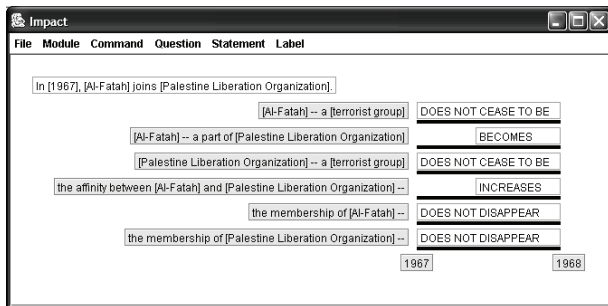 Impact
File Module Command Question Statement Label
In [1967], [Al-Fatah] joins [Palestine Liberation Organization].
[Al-Fatah] -- a [terrorist group] DOES NOT CEASE TO BE
[Al-Fatah] -- a part of [Palestine Liberation Organization] BECOMES
[Palestine Liberation Organization] -- a [terrorist group] DOES NOT CEASE TO BE
the affinity between [Al-Fatah] and [Palestine Liberation Organization] -- INCREASES
the membership of [Al-Fatah] -- DOES NOT DISAPPEAR
the membership of [Palestine Liberation Organization] -- DOES NOT DISAPPEAR
1967 1968